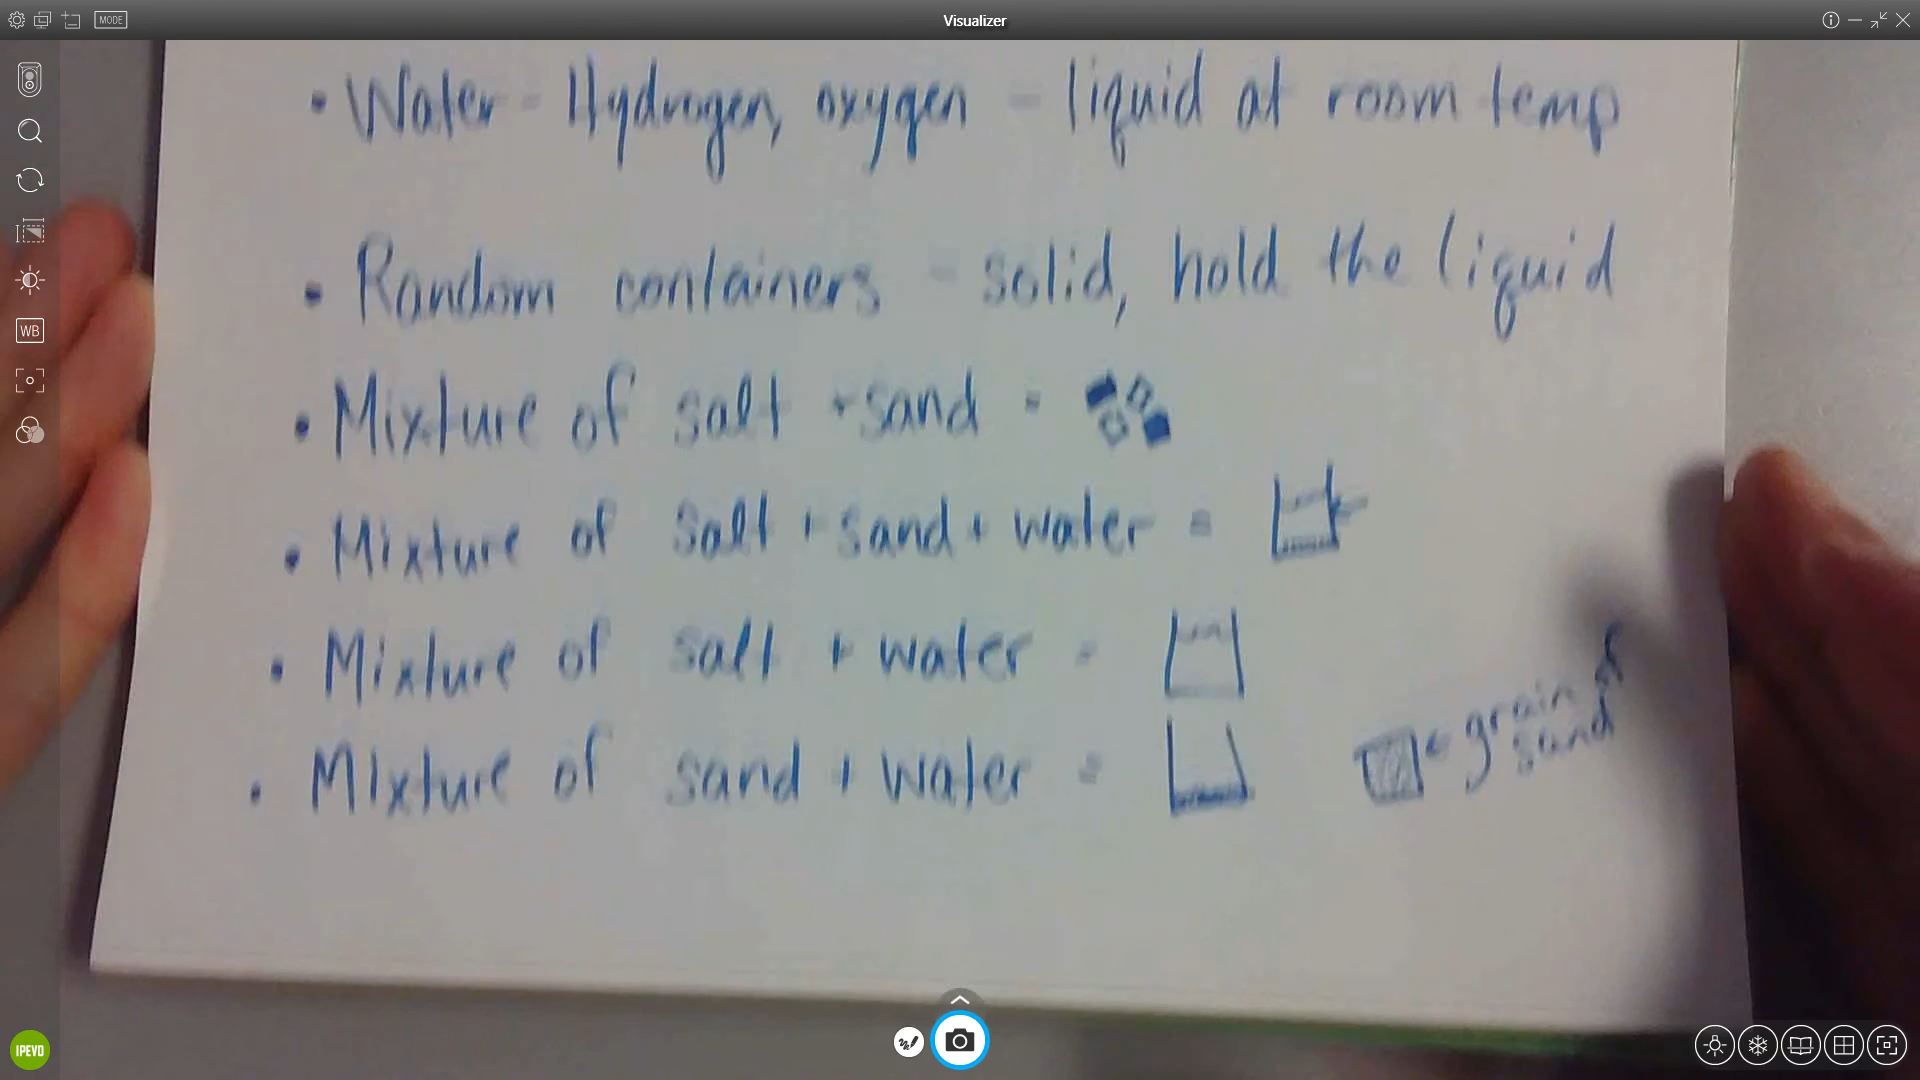 MODE
Visualizer
• Water - Hydrogen, oxygen - liquid at room temp
• Random containers - solid, hold the liquid
• Mixture of salt + sand =
• Mixture of salt + sand + water =
• Mixture of salt + water =
• Mixture of sand + water =
grain of
sand
WB
IPEVO